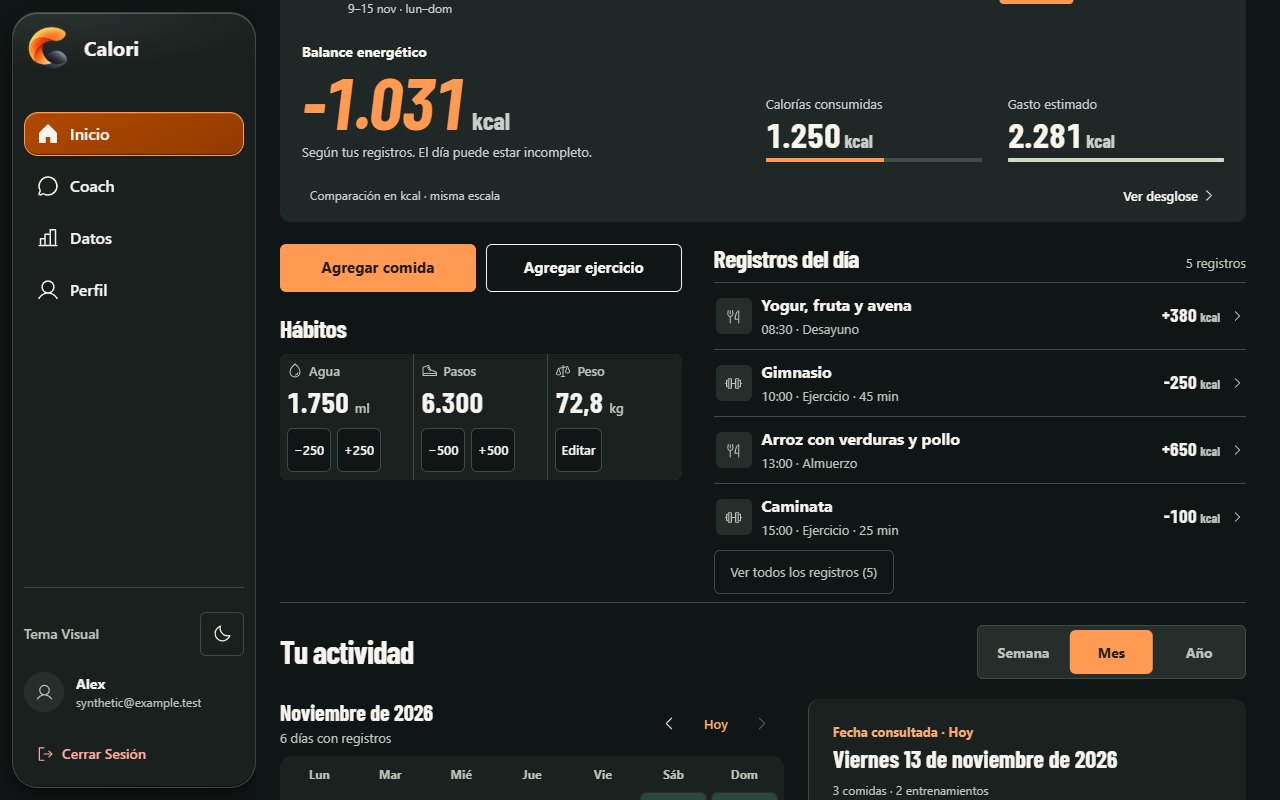 Calori
Inicio
Coach
Datos
Perfil
Tema Visual
Alex
synthetic@example.test
Cerrar Sesión
9–15 nov · lun–dom
Balance energético
-1.031 kcal
Según tus registros. El día puede estar incompleto.
Calorías consumidas
1.250 kcal
Gasto estimado
2.281 kcal
Comparación en kcal · misma escala
Ver desglose
Agregar comida
Agregar ejercicio
Hábitos
Agua
1.750 ml
−250 +250
Pasos
6.300
−500 +500
Peso
72,8 kg
Editar
Registros del día
5 registros
Yogur, fruta y avena
08:30 · Desayuno
+380 kcal
Gimnasio
10:00 · Ejercicio · 45 min
-250 kcal
Arroz con verduras y pollo
13:00 · Almuerzo
+650 kcal
Caminata
15:00 · Ejercicio · 25 min
-100 kcal
Ver todos los registros (5)
Tu actividad
Semana Mes Año
Noviembre de 2026
6 días con registros
Hoy
Lun Mar Mié Jue Vie Sáb Dom
Fecha consultada · Hoy
Viernes 13 de noviembre de 2026
3 comidas · 2 entrenamientos